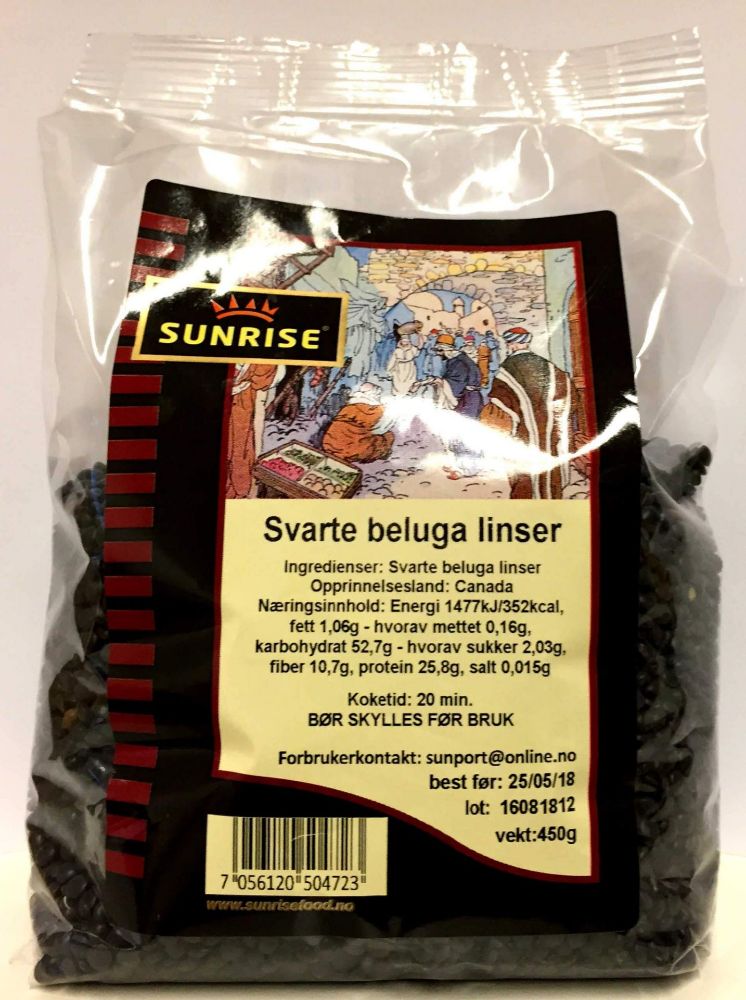 SUNRISE®
Svarte beluga linser
Ingredienser: Svarte beluga linser
Opprinnelsesland: Canada
Næringsinnhold: Energi 1477kJ/352kcal,
fett 1,06g - hvorav mettet 0,16g,
karbohydrat 52,7g - hvorav sukker 2,03g,
fiber 10,7g, protein 25,8g, salt 0,015g
Koketid: 20 min.
BØR SKYLLES FØR BRUK
Forbrukerkontakt: sunport@online.no
best før: 25/05/18
lot: 16081812
vekt:450g
7"056120"504723"
www.sunrisefood.no